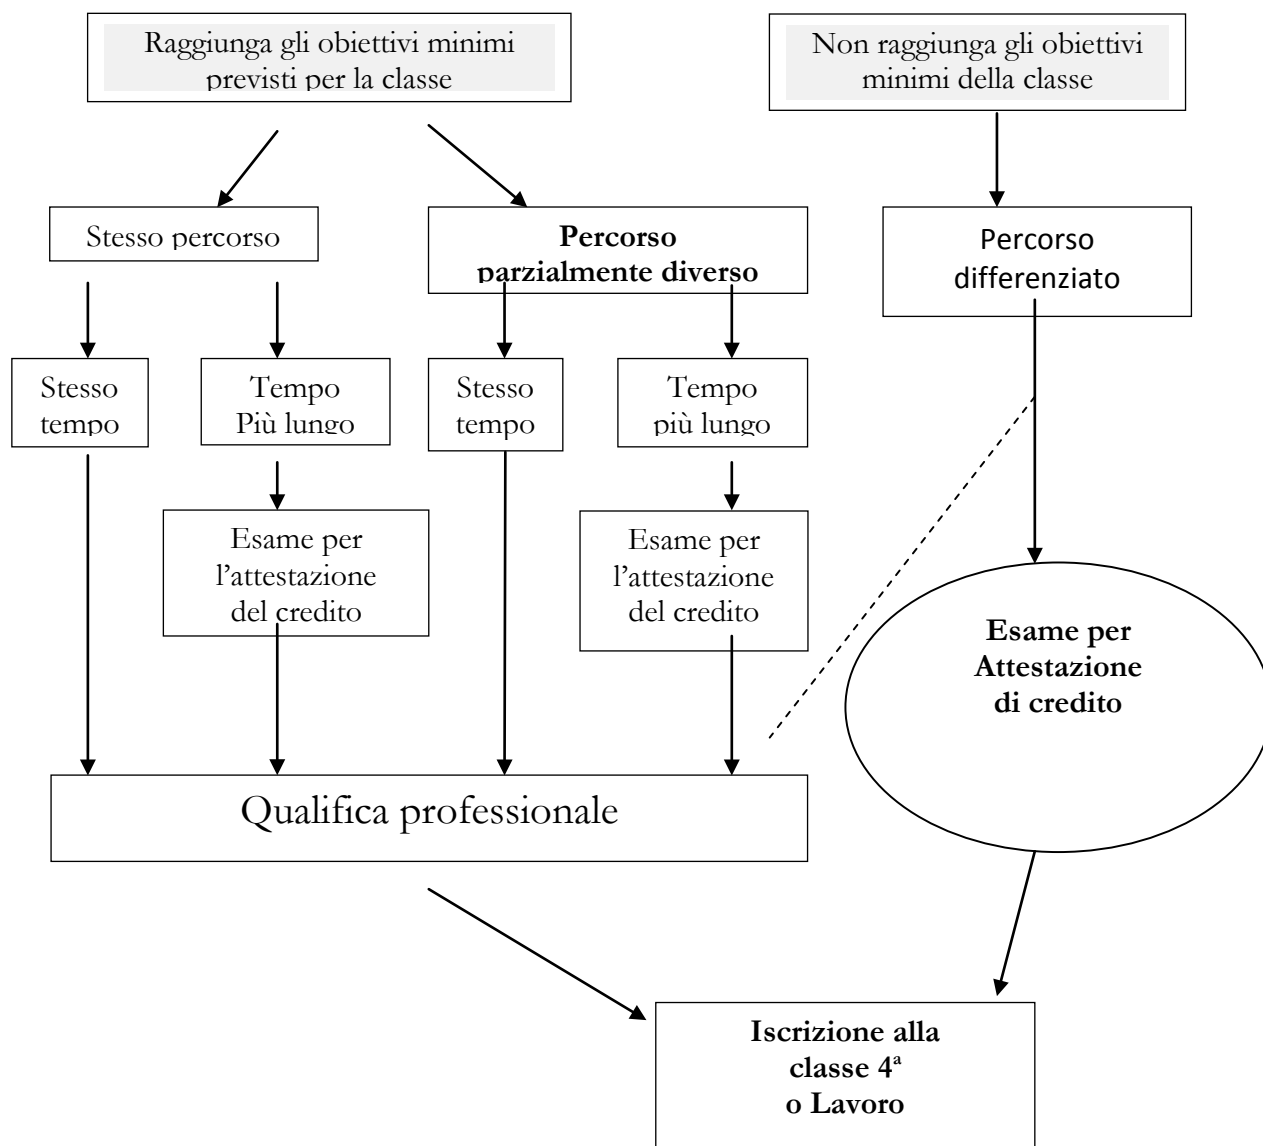 Raggiunga gli obiettivi minimi
previsti per la classe
Non raggiunga gli obiettivi
minimi della classe
Stesso percorso
Percorso
parzialmente diverso
Percorso
differenziato
Stesso
tempo
Tempo
Più lungo
Stesso
tempo
Tempo
più lungo
Esame per
l'attestazione
del credito
Esame per
l'attestazione
del credito
Esame per
Attestazione
di credito
Qualifica professionale
Iscrizione alla
classe 4ª
o Lavoro